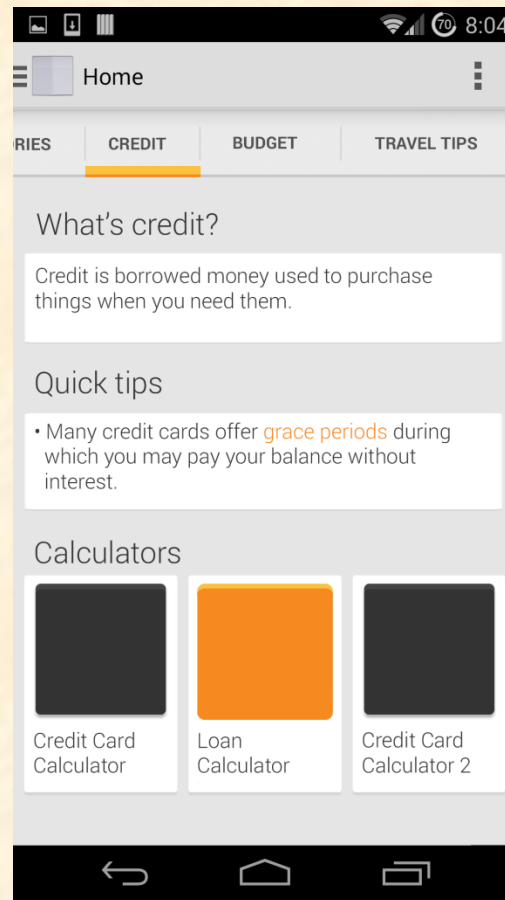 70 8:04
Home
RIES CREDIT BUDGET TRAVEL TIPS
What's credit?
Credit is borrowed money used to purchase
things when you need them.
Quick tips
• Many credit cards offer grace periods during
which you may pay your balance without
interest.
Calculators
Credit Card
Calculator
Loan
Calculator
Credit Card
Calculator 2